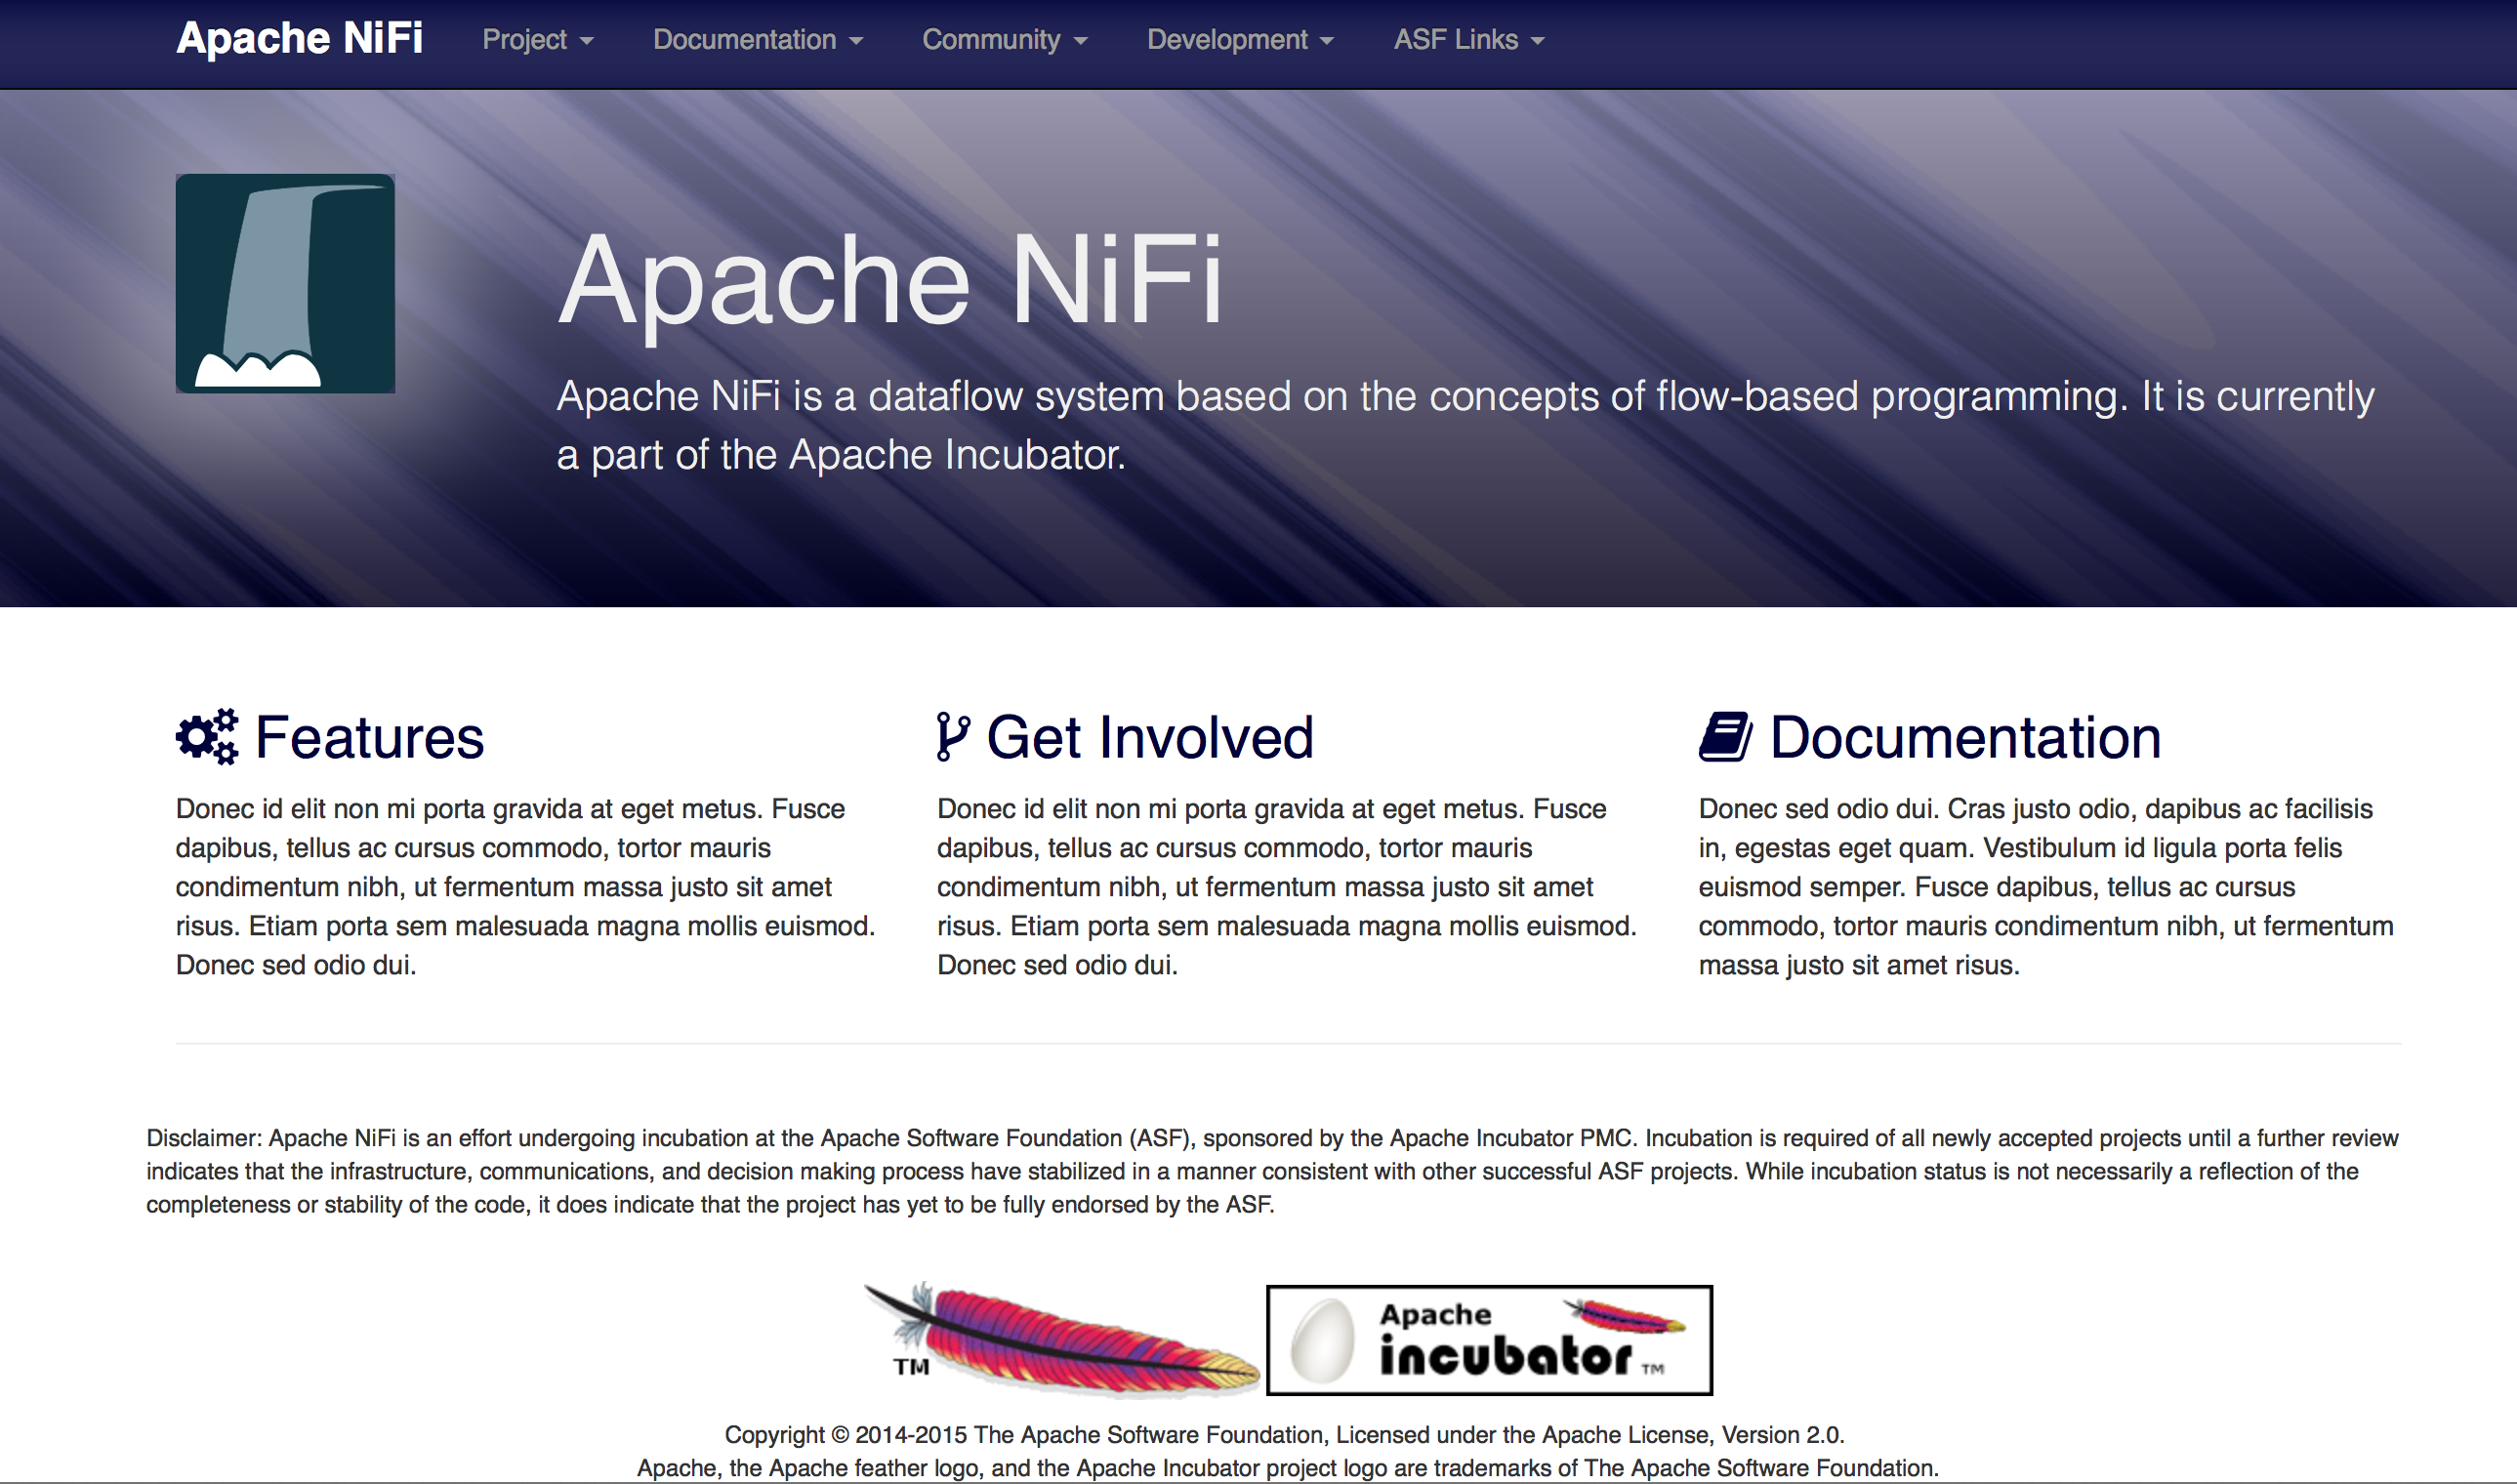 Apache NiFi Project Documentation Community Development ASF Links
Apache NiFi
Apache NiFi is a dataflow system based on the concepts of flow-based programming. It is currently
a part of the Apache Incubator.
Features
Donec id elit non mi porta gravida at eget metus. Fusce
dapibus, tellus ac cursus commodo, tortor mauris
condimentum nibh, ut fermentum massa justo sit amet
risus. Etiam porta sem malesuada magna mollis euismod.
Donec sed odio dui.
Get Involved
Donec id elit non mi porta gravida at eget metus. Fusce
dapibus, tellus ac cursus commodo, tortor mauris
condimentum nibh, ut fermentum massa justo sit amet
risus. Etiam porta sem malesuada magna mollis euismod.
Donec sed odio dui.
Documentation
Donec sed odio dui. Cras justo odio, dapibus ac facilisis
in, egestas eget quam. Vestibulum id ligula porta felis
euismod semper. Fusce dapibus, tellus ac cursus
commodo, tortor mauris condimentum nibh, ut fermentum
massa justo sit amet risus.
Disclaimer: Apache NiFi is an effort undergoing incubation at the Apache Software Foundation (ASF), sponsored by the Apache Incubator PMC. Incubation is required of all newly accepted projects until a further review
indicates that the infrastructure, communications, and decision making process have stabilized in a manner consistent with other successful ASF projects. While incubation status is not necessarily a reflection of the
completeness or stability of the code, it does indicate that the project has yet to be fully endorsed by the ASF.
TM
Apache
incubator TM
Copyright © 2014-2015 The Apache Software Foundation, Licensed under the Apache License, Version 2.0.
Apache, the Apache feather logo, and the Apache Incubator project logo are trademarks of The Apache Software Foundation.